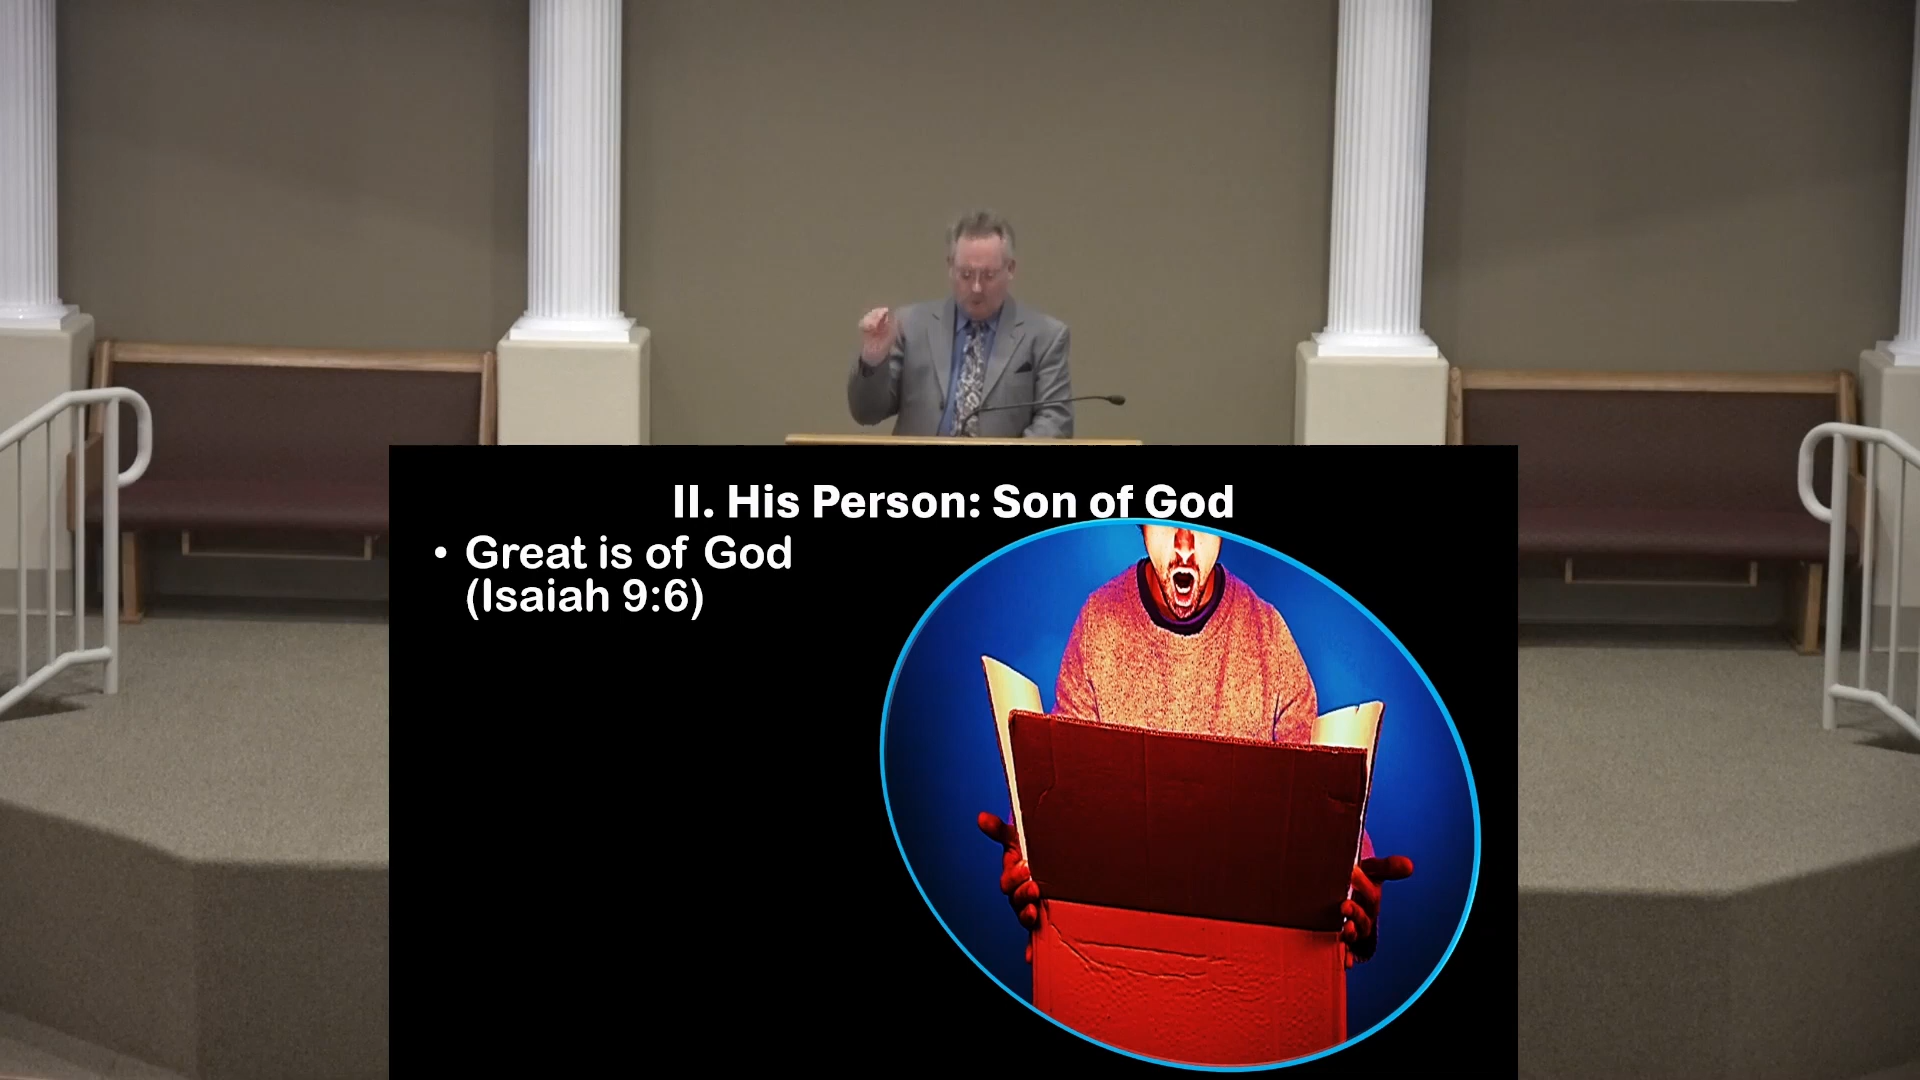 II. His Person: Son of God
• Great is of God
(Isaiah 9:6)